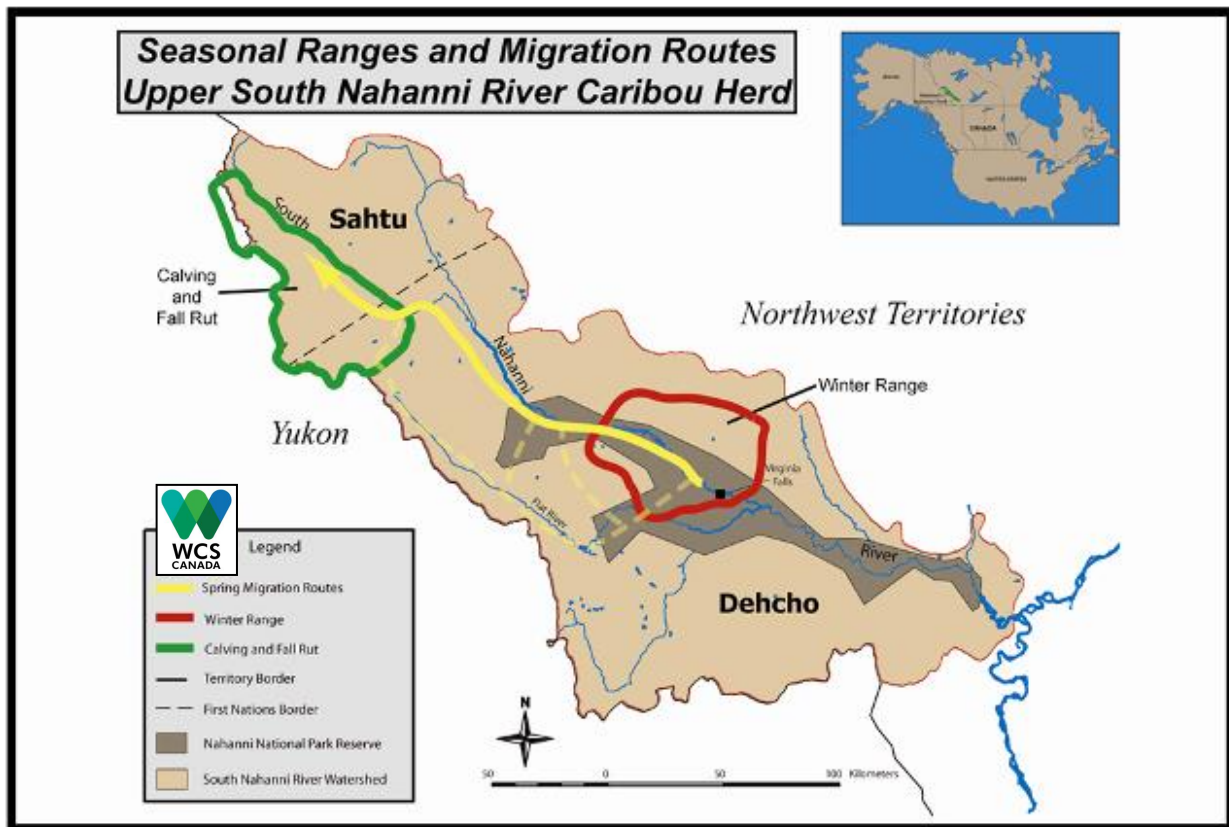 Seasonal Ranges and Migration Routes
Upper South Nahanni River Caribou Herd
CANADA
UNITED STATES
South
Sahtu
Calving
and
Fall Rut
Northwest Territories
Nahanni
Winter Range
Yukon
Virginia
Falls
Flat River
River
Dehcho
WCS
CANADA
Legend
Spring Migration Routes
Winter Range
Calving and Fall Rut
Territory Border
First Nations Border
Nahanni National Park Reserve
South Nahanni River Watershed
N
50 0 50 100 Kilometers